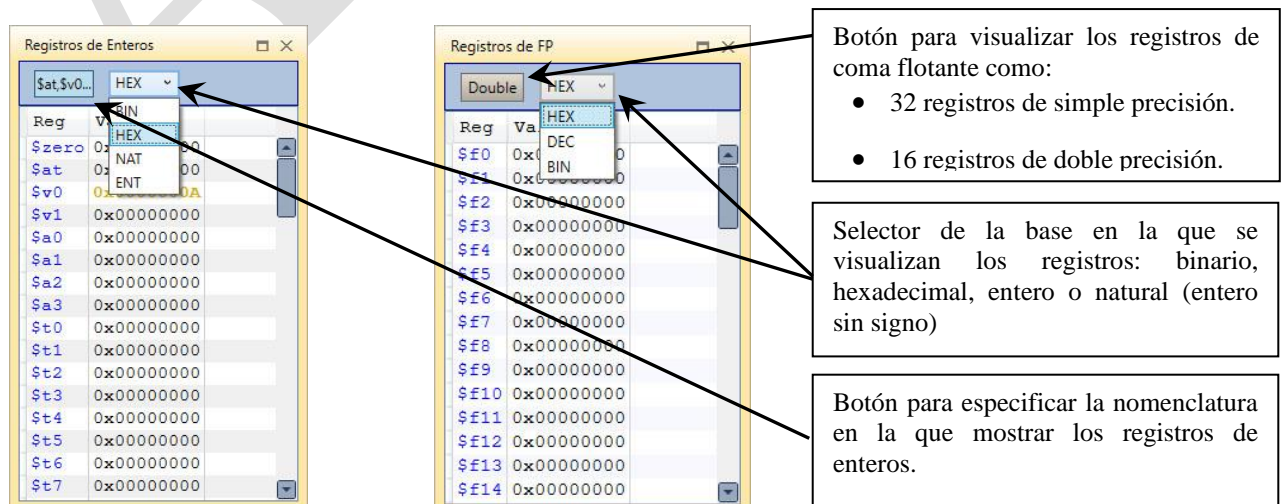 Registros de Enteros
$at,$v0...
HEX
BIN
HEX
NAT
ENT
Reg
$zero
$at
$v0
$v1 0x00000000
$a0 0x00000000
$a1 0x00000000
$a2 0x00000000
$a3 0x00000000
$t0 0x00000000
$t1 0x00000000
$t2 0x00000000
$t3 0x00000000
$t4 0x00000000
$t5 0x00000000
$t6 0x00000000
$t7 0x00000000
Registros de FP
Double
HEX
HEX
DEC
BIN
Reg
$f0
$f1 0x00000000
$f2 0x00000000
$f3 0x00000000
$f4 0x00000000
$f5 0x00000000
$f6 0x00000000
$f7 0x00000000
$f8 0x00000000
$f9 0x00000000
$f10 0x00000000
$f11 0x00000000
$f12 0x00000000
$f13 0x00000000
$f14 0x00000000
Botón para visualizar los registros de
coma flotante como:
• 32 registros de simple precisión.
• 16 registros de doble precisión.
Selector de la base en la que se
visualizan los registros: binario,
hexadecimal, entero o natural (entero
sin signo)
Botón para especificar la nomenclatura
en la que mostrar los registros de
enteros.